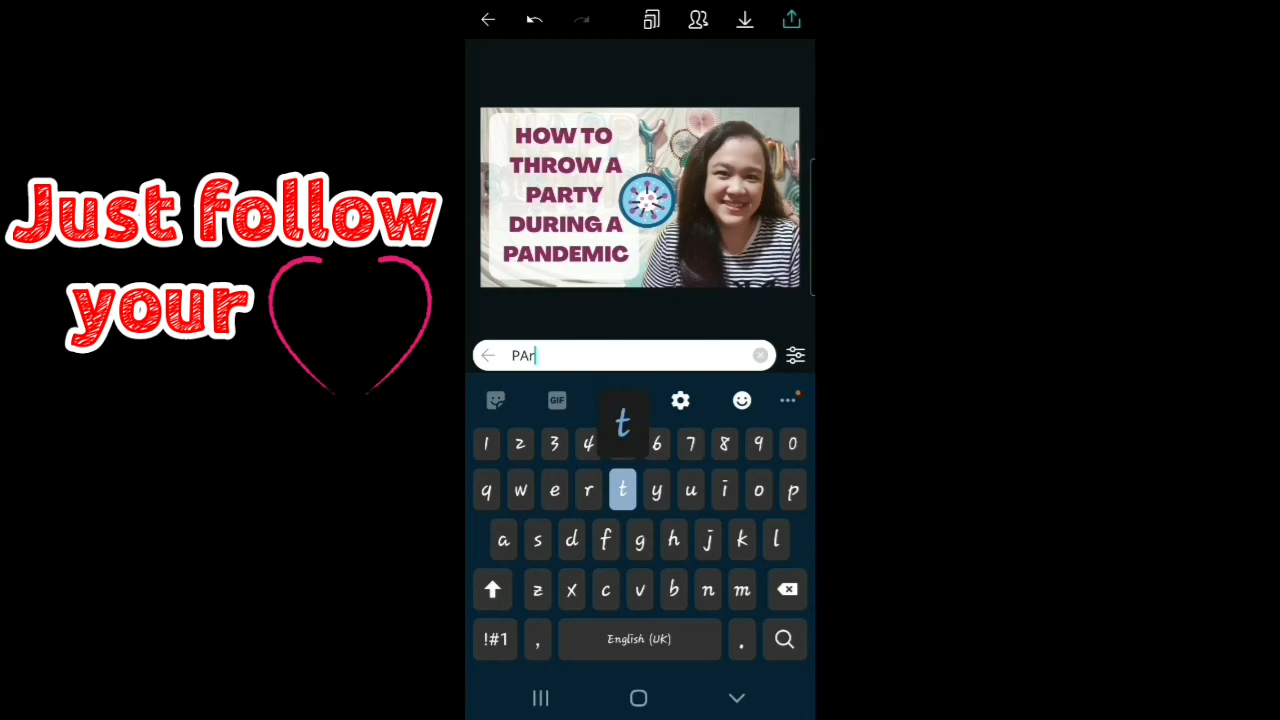 Just follow
your
HOW TO
THROW A
PARTY
DURING A
PANDEMIC
PAr
GIF
t
1 2 3 4 6 7 8 9 0
q w e r t y u i o p
a s d f g h j k l
z x c v b n m
!#1 , English (UK) .